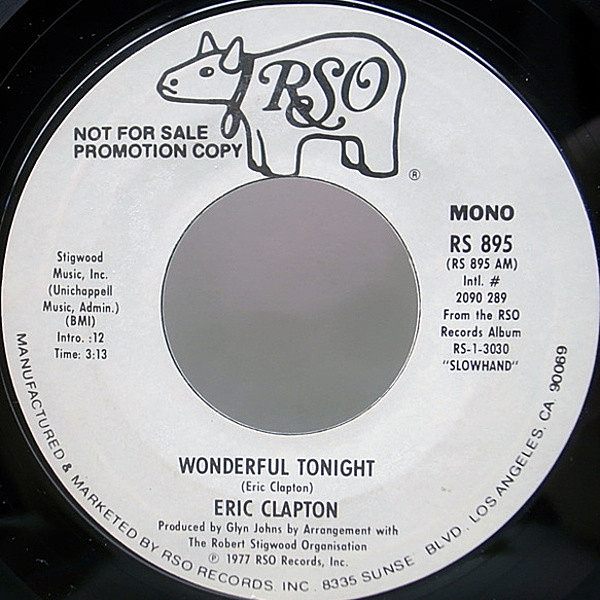 RSO
NOT FOR SALE
PROMOTION COPY
®
MONO
RS 895
(RS 895 AM)
Intl. #
2090 289
From the RSO
Records Album
RS-1-3030
"SLOWHAND"
Stigwood
Music, Inc.
(Unichappell
Music, Admin.)
(BMI)
Intro. :12
Time: 3:13
WONDERFUL TONIGHT
(Eric Clapton)
ERIC CLAPTON
Produced by Glyn Johns by Arrangement with
The Robert Stigwood Organisation
℗ 1977 RSO Records, Inc.
MANUFACTURED & MARKETED BY RSO RECORDS, INC. 8335 SUNSE BLVD. LOS ANGELES, CA. 90069